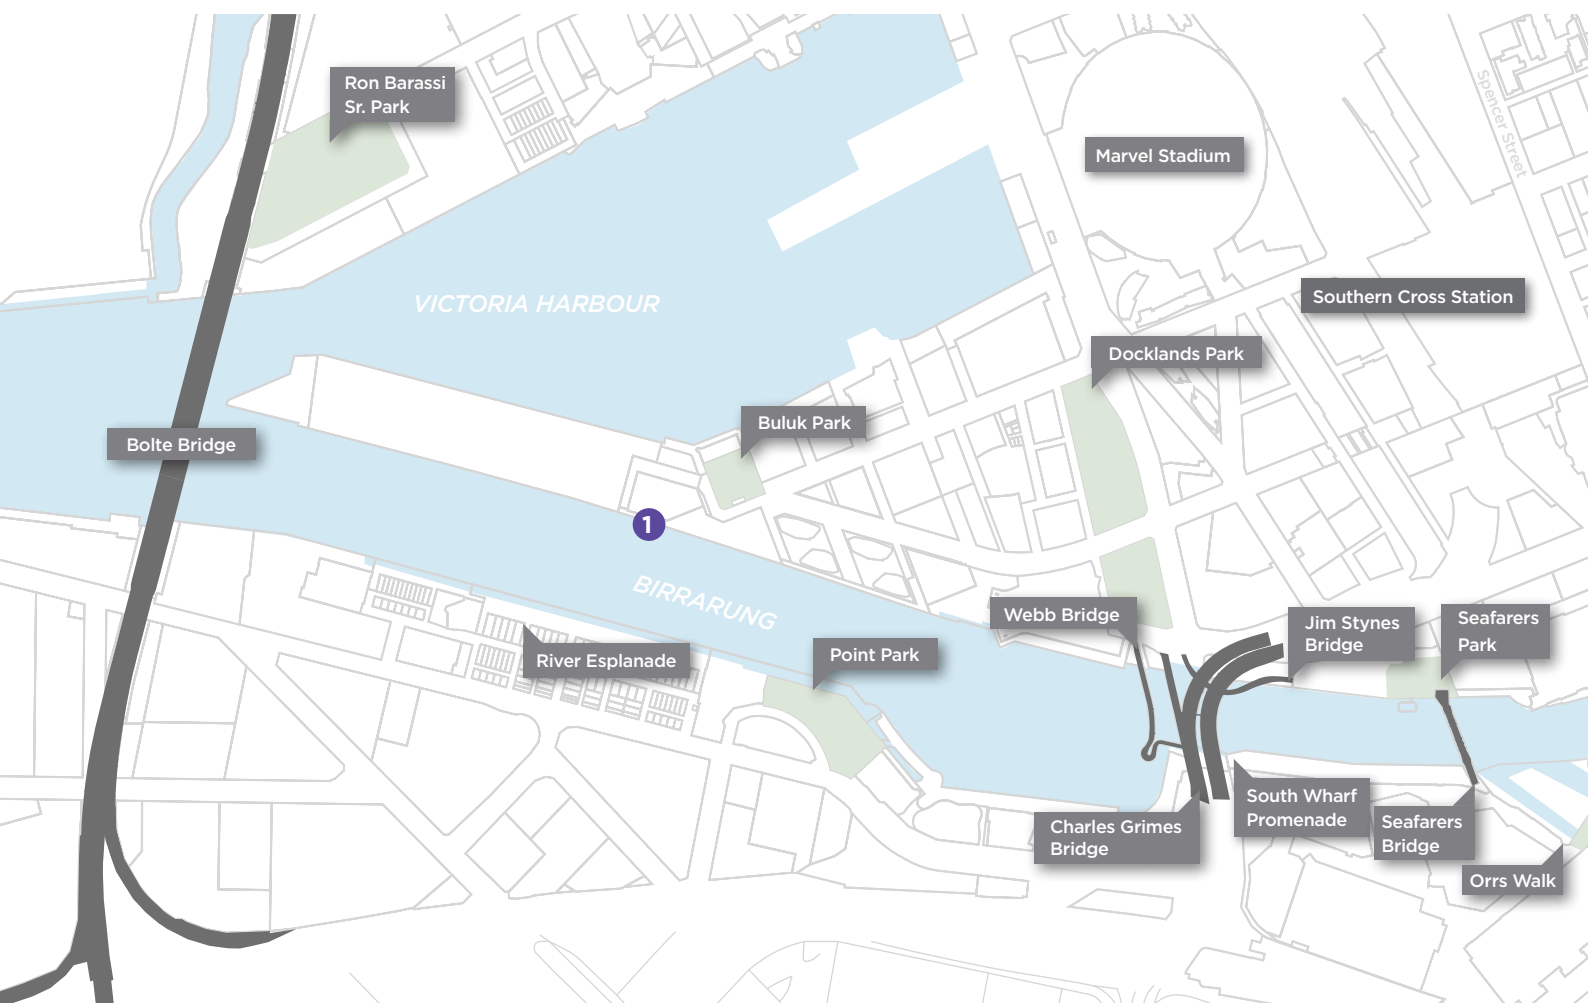 Ron Barassi
Sr. Park
Spencer Street
Marvel Stadium
VICTORIA HARBOUR
Southern Cross Station
Docklands Park
Buluk Park
Bolte Bridge
1
BIRRARUNG
Webb Bridge
Jim Stynes
Bridge
Seafarers
Park
River Esplanade
Point Park
South Wharf
Promenade
Charles Grimes
Bridge
Seafarers
Bridge
Orrs Walk